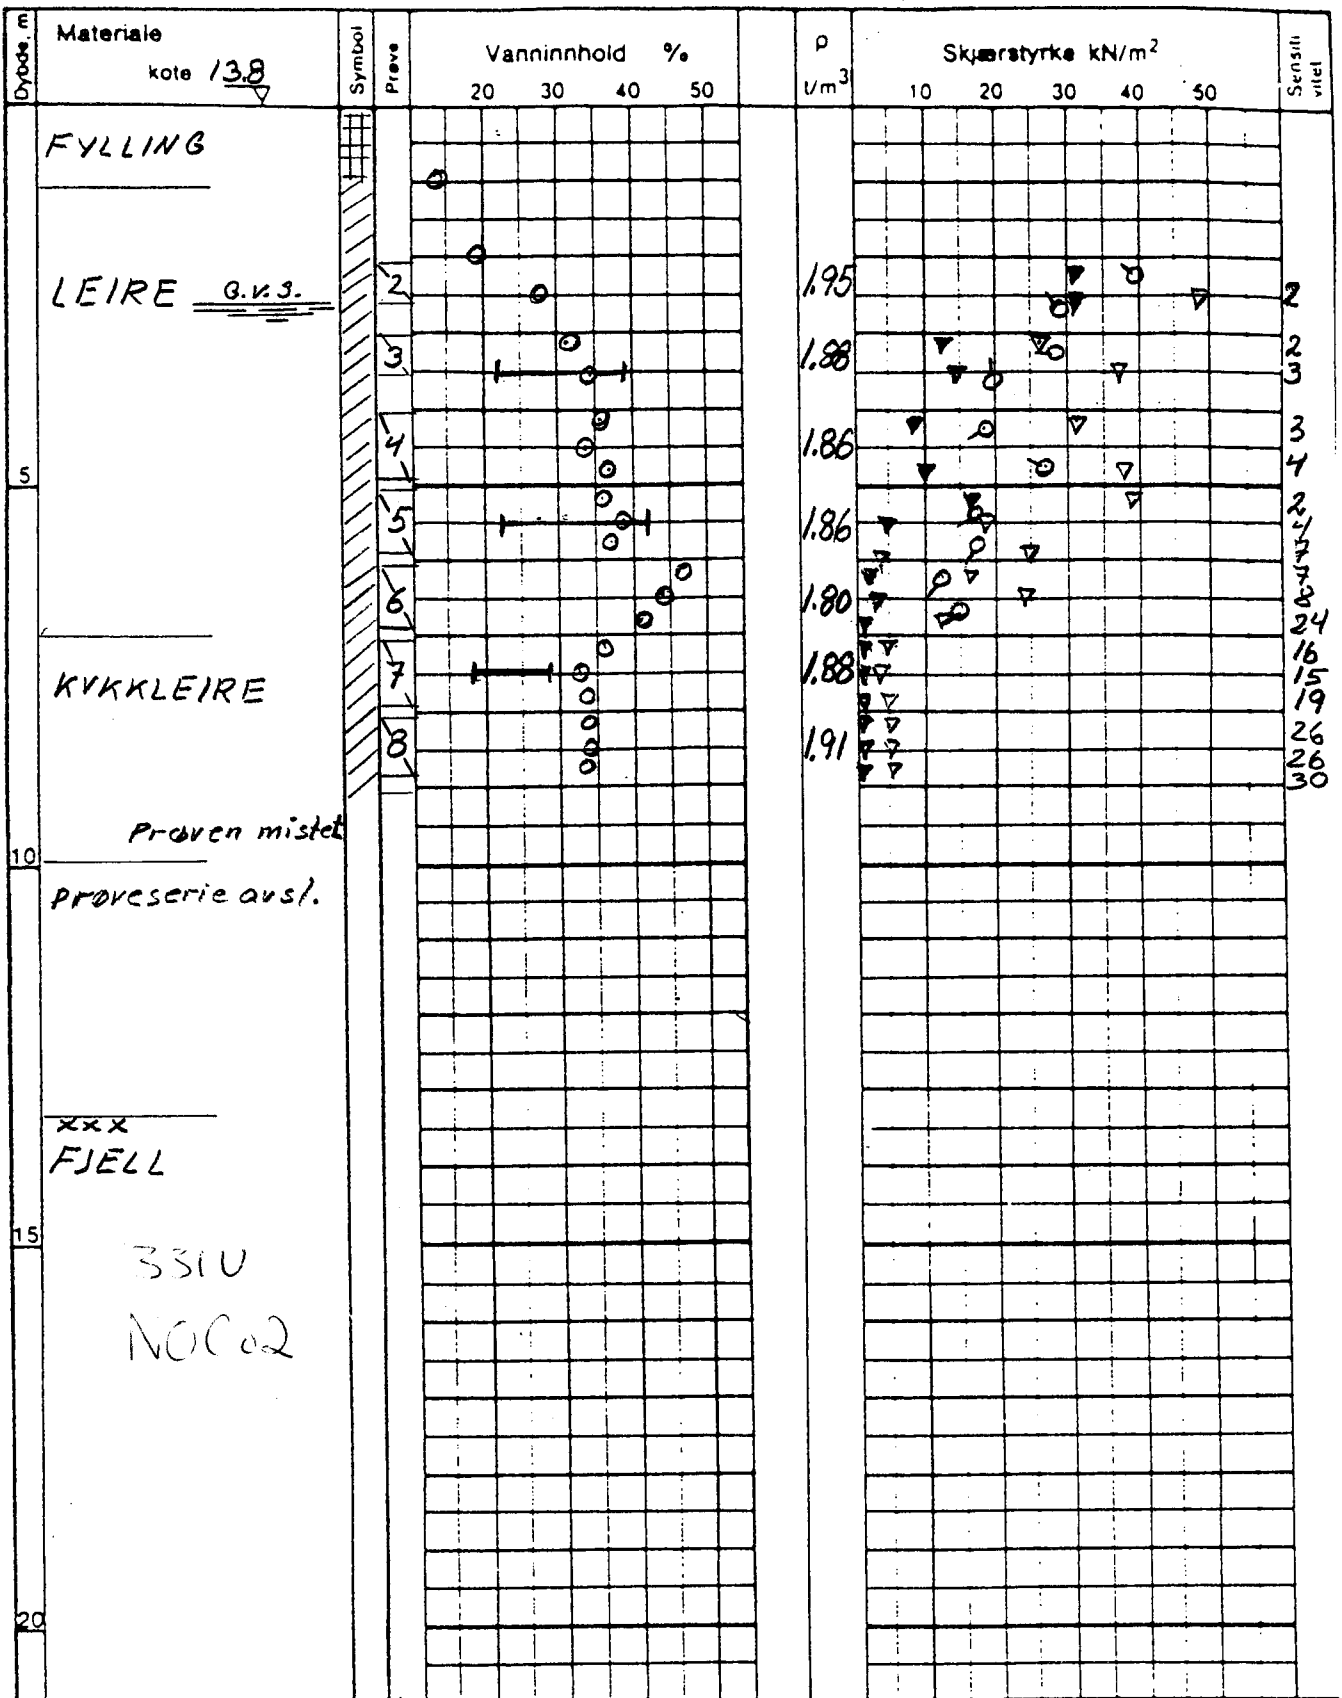 Dybde, m
Materiale
kote 13.8
Symbol
Prøve
Vanninnhold %
20 30 40 50
ρ
t/m³
Skjærstyrke kN/m²
10 20 30 40 50
Sensiti
vitet
FYLLING
LEIRE G.V.S.
2 1.95 2
3 1.88 2
3
4 1.86 3
4
5
5 1.86 2
4
7
7
6 1.80 8
24
16
KVKKLEIRE 7 1.88 15
19
26
8 1.91 26
30
Prøven mistet
10
Prøveserie avsl.
xxx
FJELL
15
331U
NOCo2
20